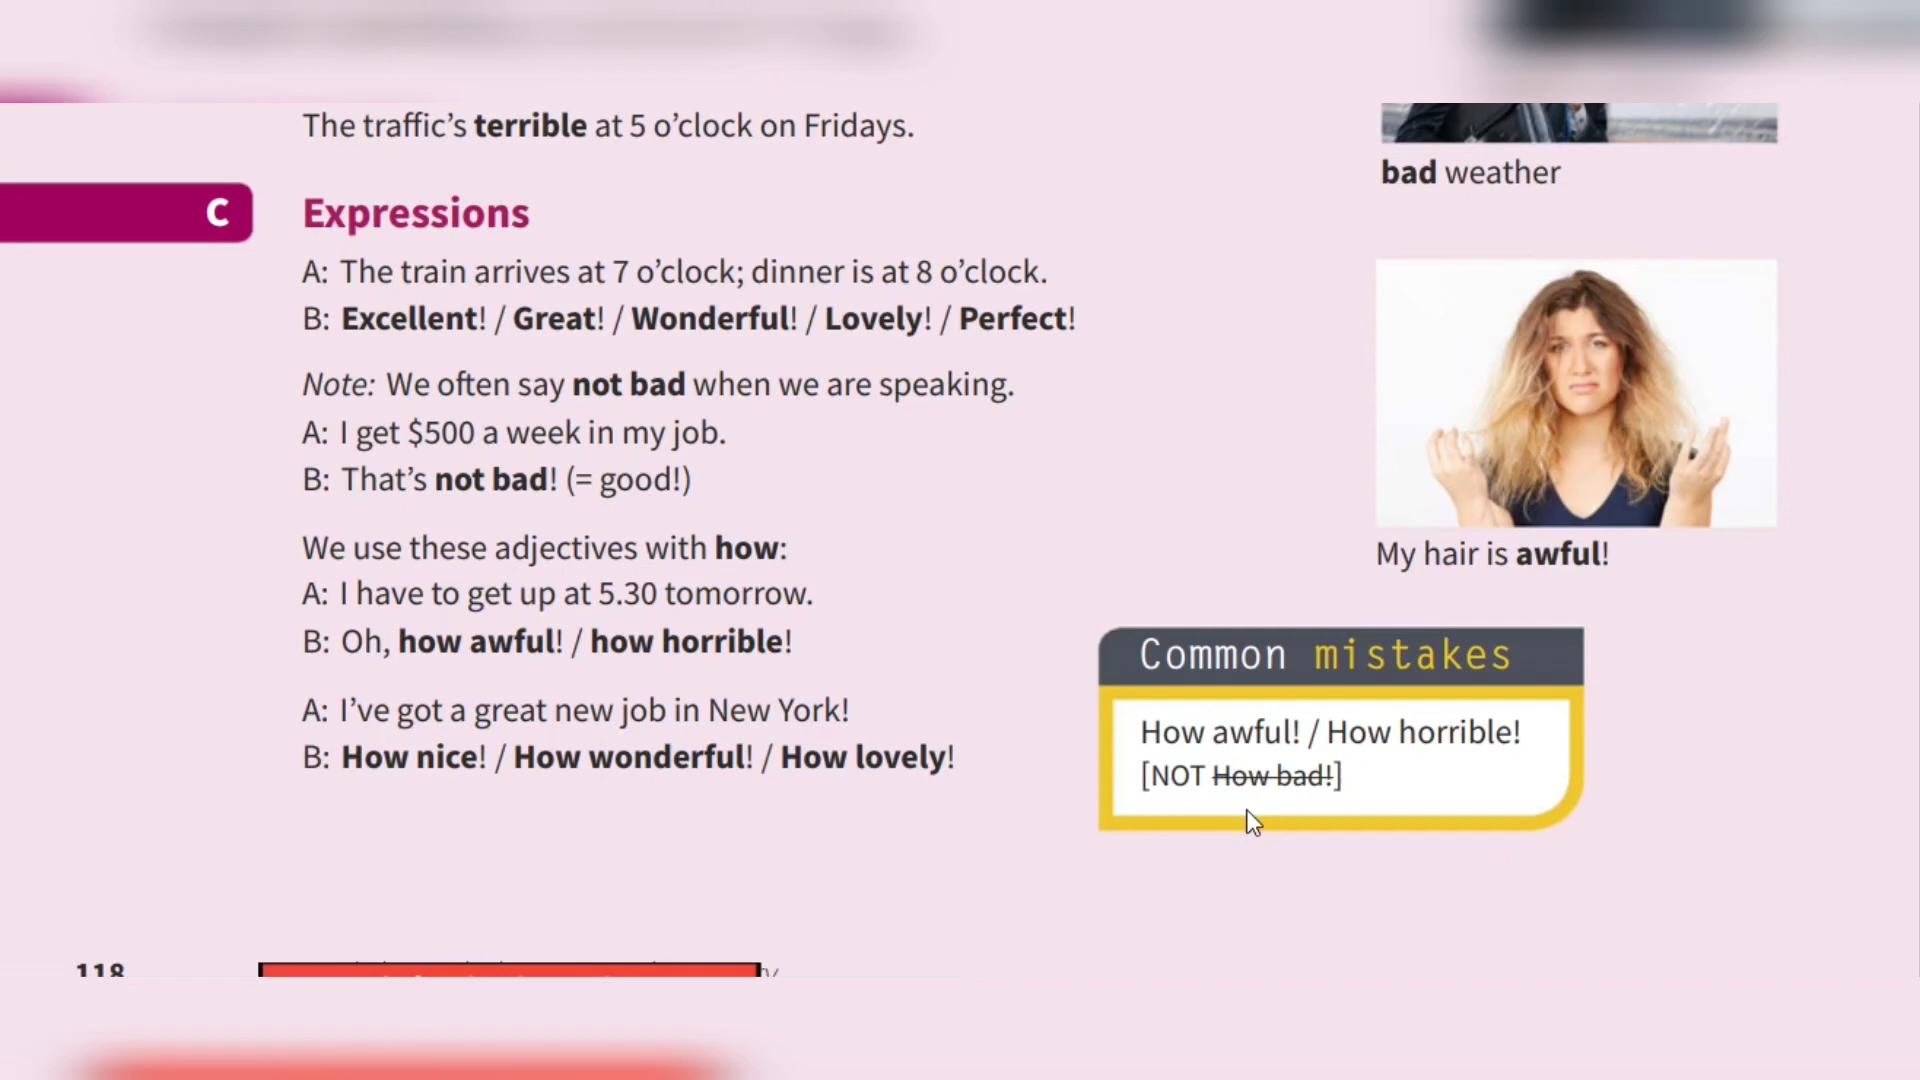 The traffic's terrible at 5 o'clock on Fridays.
bad weather
C
Expressions
A: The train arrives at 7 o'clock; dinner is at 8 o'clock.
B: Excellent! / Great! / Wonderful! / Lovely! / Perfect!
Note: We often say not bad when we are speaking.
A: I get $500 a week in my job.
B: That's not bad! (= good!)
We use these adjectives with how:
A: I have to get up at 5.30 tomorrow.
B: Oh, how awful! / how horrible!
A: I've got a great new job in New York!
B: How nice! / How wonderful! / How lovely!
My hair is awful!
Common mistakes
How awful! / How horrible!
[NOT How bad!]
118